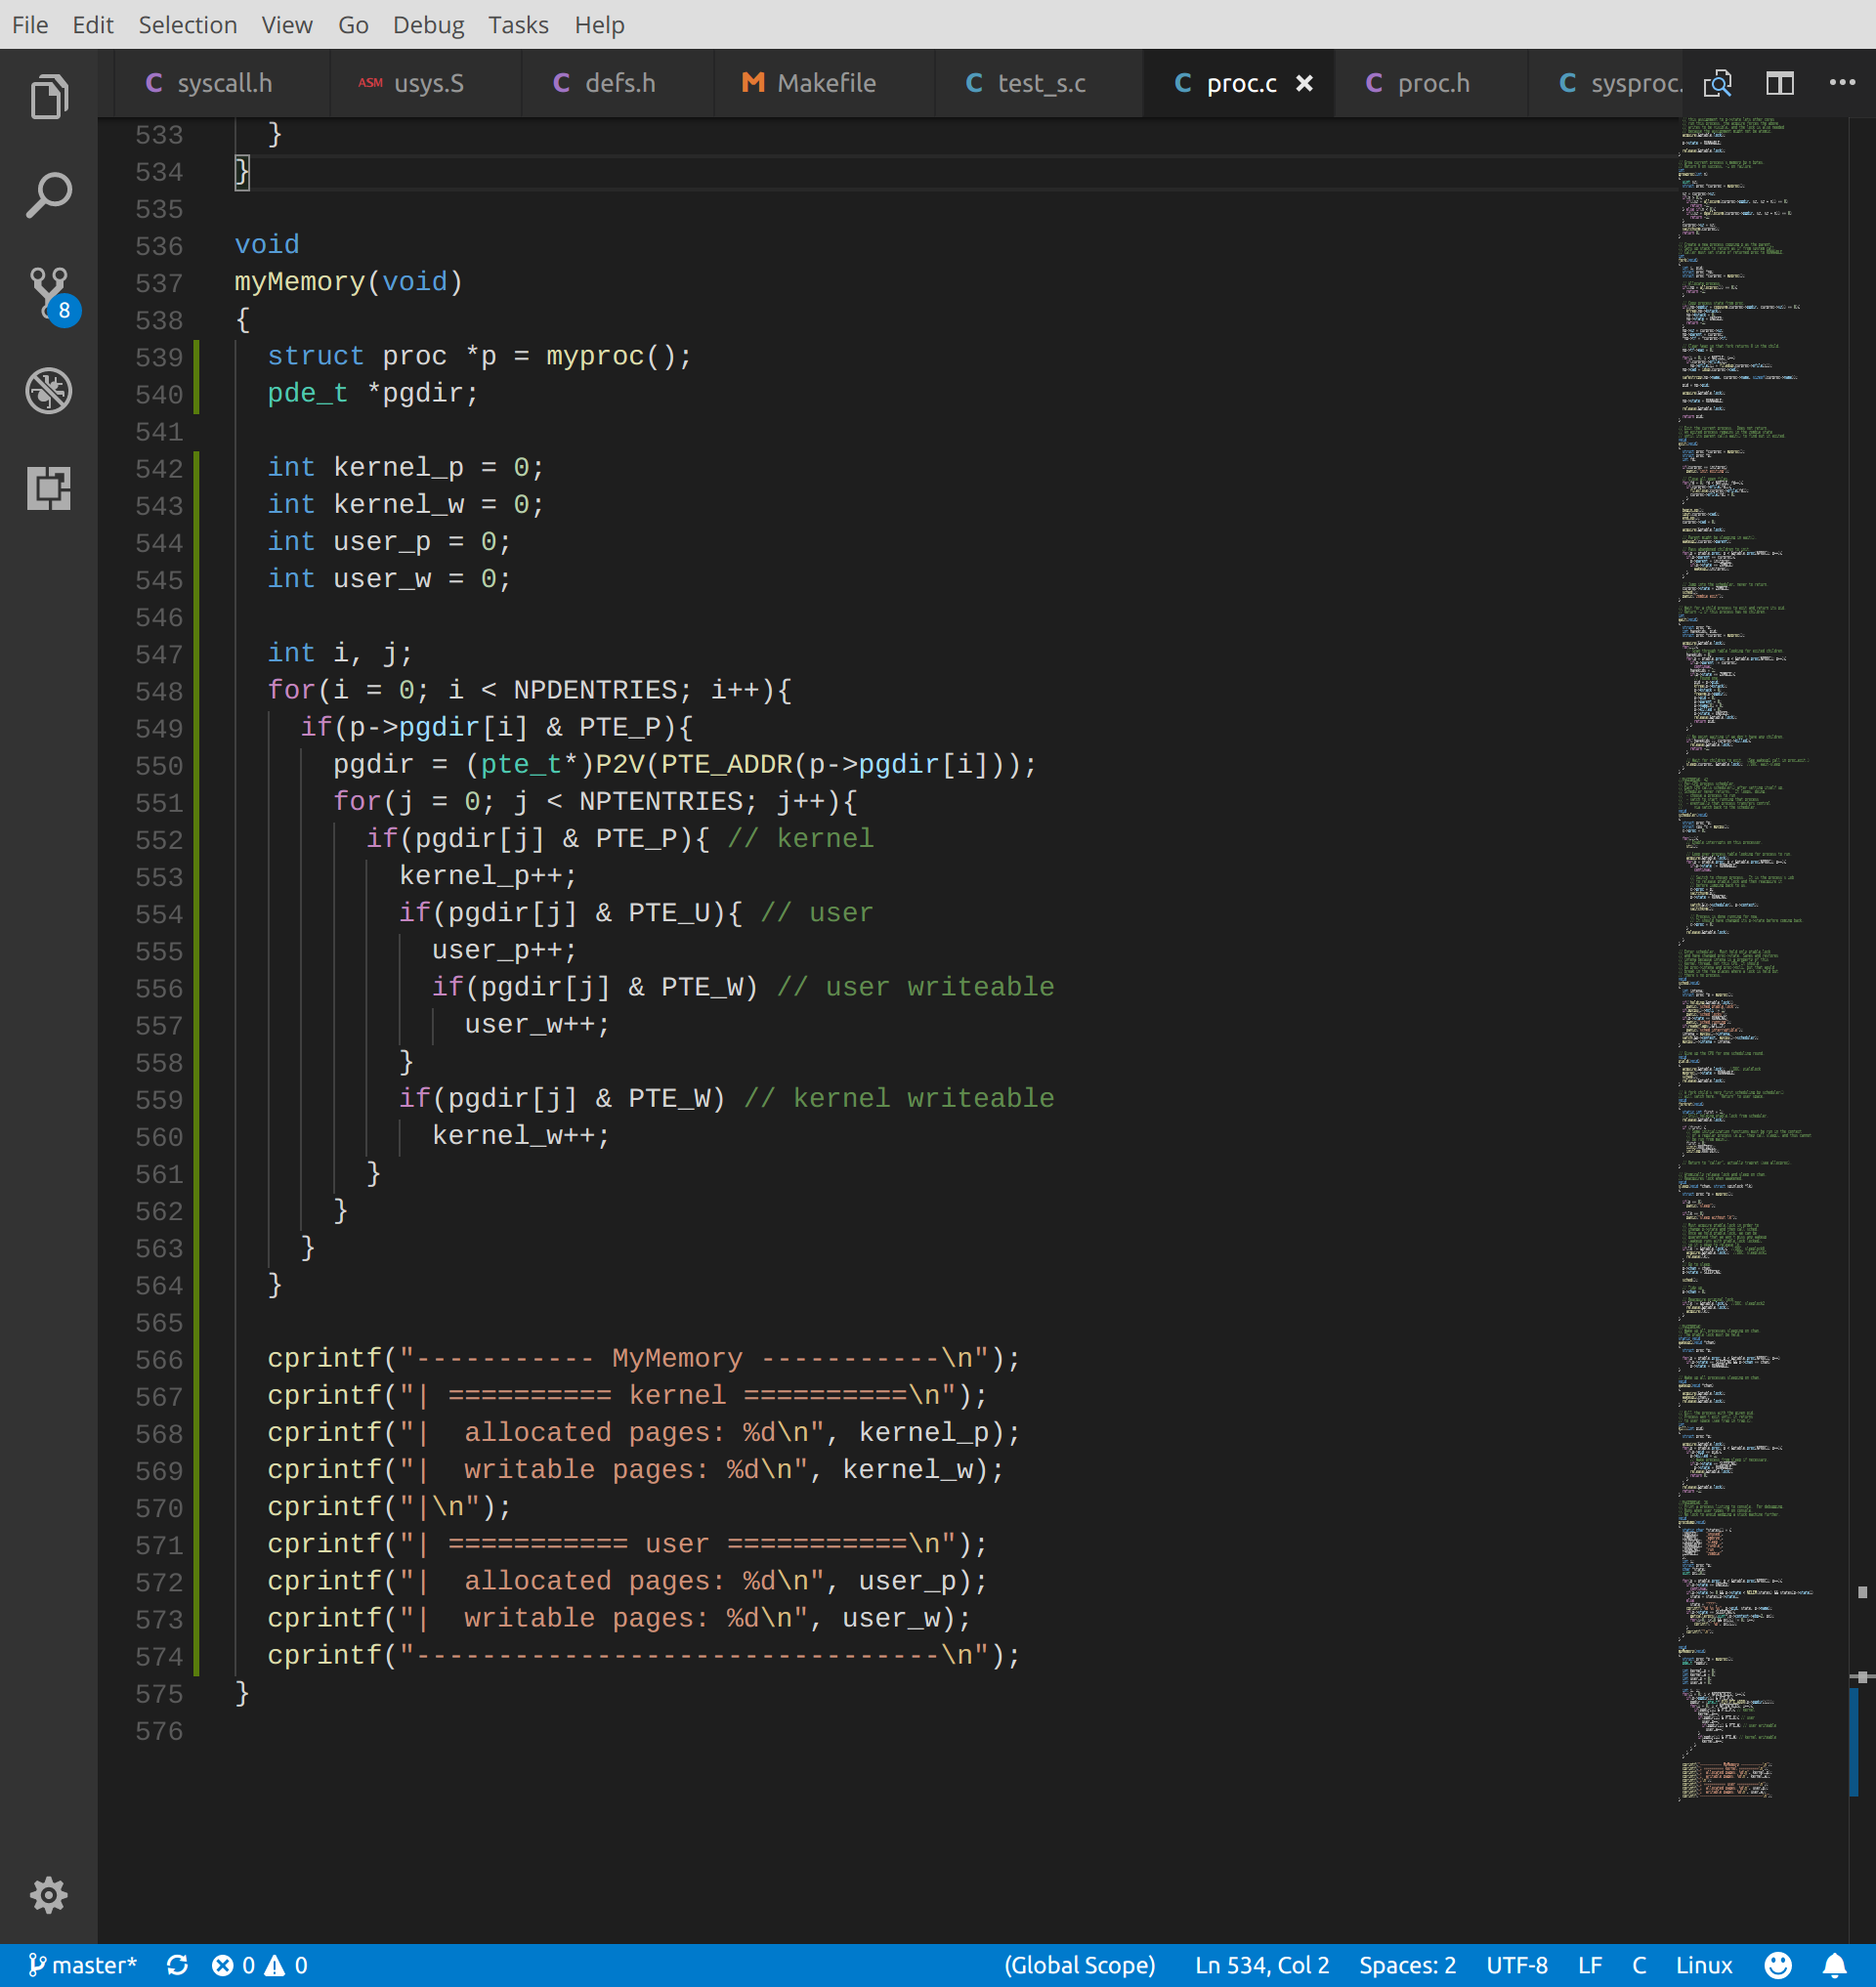 File Edit Selection View Go Debug Tasks Help
C syscall.h ASM usys.S C defs.h M Makefile C test_s.c C proc.c × C proc.h C sysproc.
533   }
534 }
535
536 void
537 myMemory(void)
538 {
539   struct proc *p = myproc();
540   pde_t *pgdir;
541
542   int kernel_p = 0;
543   int kernel_w = 0;
544   int user_p = 0;
545   int user_w = 0;
546
547   int i, j;
548   for(i = 0; i < NPDENTRIES; i++){
549     if(p->pgdir[i] & PTE_P){
550       pgdir = (pte_t*)P2V(PTE_ADDR(p->pgdir[i]));
551       for(j = 0; j < NPTENTRIES; j++){
552         if(pgdir[j] & PTE_P){ // kernel
553           kernel_p++;
554           if(pgdir[j] & PTE_U){ // user
555             user_p++;
556             if(pgdir[j] & PTE_W) // user writeable
557               user_w++;
558           }
559           if(pgdir[j] & PTE_W) // kernel writeable
560             kernel_w++;
561         }
562       }
563     }
564   }
565
566   cprintf("----------- MyMemory -----------\n");
567   cprintf("| ========== kernel ==========\n");
568   cprintf("|  allocated pages: %d\n", kernel_p);
569   cprintf("|  writable pages: %d\n", kernel_w);
570   cprintf("|\n");
571   cprintf("| =========== user ===========\n");
572   cprintf("|  allocated pages: %d\n", user_p);
573   cprintf("|  writable pages: %d\n", user_w);
574   cprintf("--------------------------------\n");
575 }
576
8
master* 0 0 (Global Scope) Ln 534, Col 2 Spaces: 2 UTF-8 LF C Linux